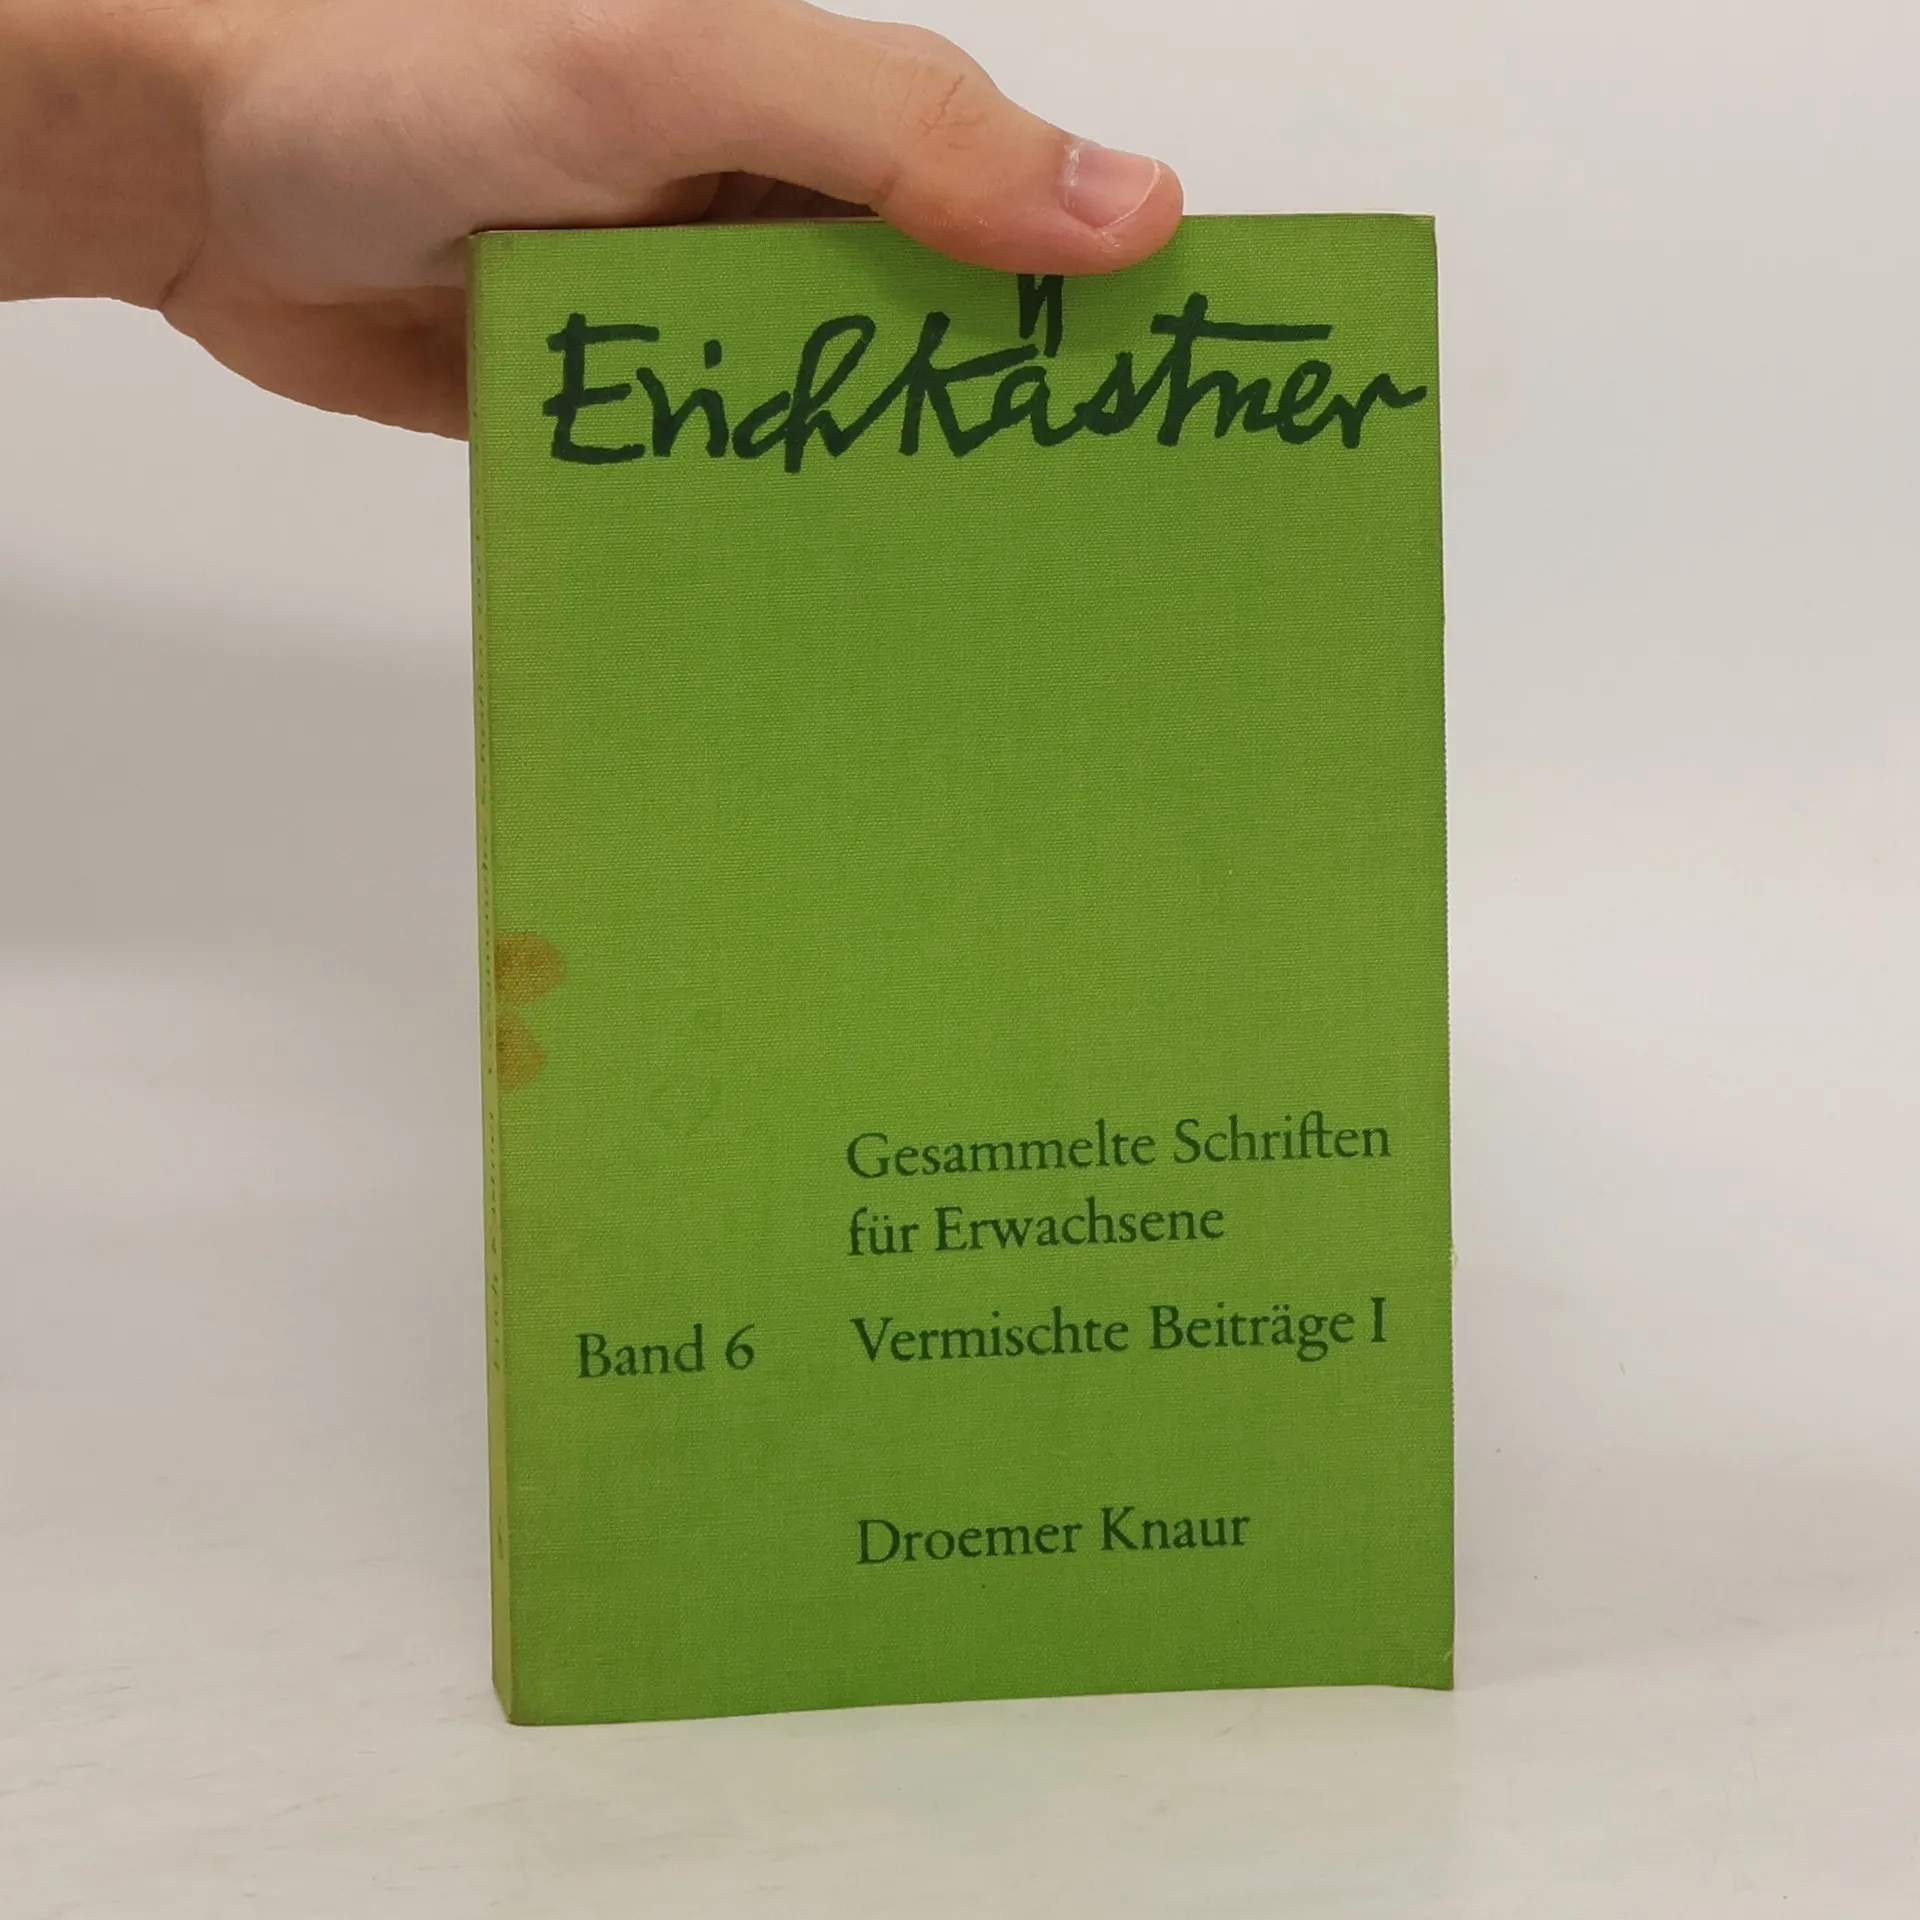 Erich Kästner
Gesammelte Schriften
für Erwachsene
Band 6 Vermischte Beiträge I
Droemer Knaur